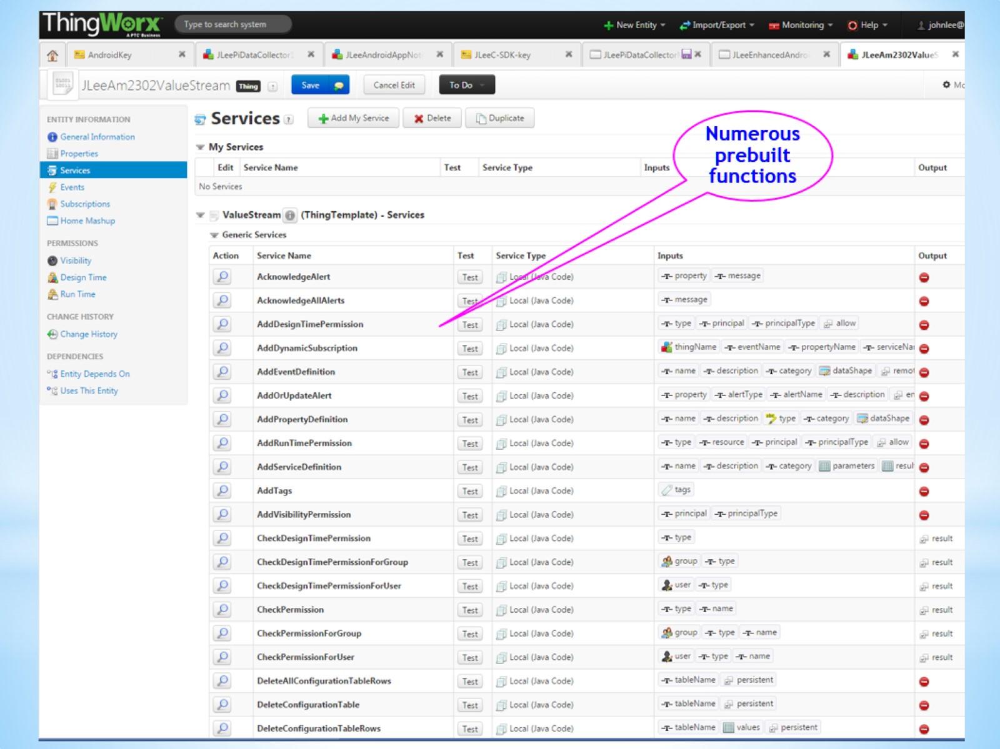 ThingWorx
A PTC Business
Type to search system
New Entity
Import/Export
Monitoring
Help
johnlee@
AndroidKey
JLeePiDataCollector
JLeeAndroidAppNot
JLeeC-SDK-key
JLeePiDataCollector
JLeeEnhancedAndro
JLeeAm2302ValueS
JLeeAm2302ValueStream Thing
Save
Cancel Edit
To Do
Mo
ENTITY INFORMATION
General Information
Properties
Services
Events
Subscriptions
Home Mashup
PERMISSIONS
Visibility
Design Time
Run Time
CHANGE HISTORY
Change History
DEPENDENCIES
Entity Depends On
Uses This Entity
Services ?
Add My Service
Delete
Duplicate
Numerous
prebuilt
functions
My Services
Edit Service Name Test Service Type Inputs Output
No Services
ValueStream (ThingTemplate) - Services
Generic Services
Action Service Name Test Service Type Inputs Output
AcknowledgeAlert Test Local (Java Code) -T- property -T- message
AcknowledgeAllAlerts Test Local (Java Code) -T- message
AddDesignTimePermission Test Local (Java Code) -T- type -T- principal -T- principalType allow
AddDynamicSubscription Test Local (Java Code) thingName -T- eventName -T- propertyName -T- serviceNa
AddEventDefinition Test Local (Java Code) -T- name -T- description -T- category dataShape remot
AddOrUpdateAlert Test Local (Java Code) -T- property -T- alertType -T- alertName -T- description en
AddPropertyDefinition Test Local (Java Code) -T- name -T- description type -T- category dataShape
AddRunTimePermission Test Local (Java Code) -T- type -T- resource -T- principal -T- principalType allow
AddServiceDefinition Test Local (Java Code) -T- name -T- description -T- category parameters resul
AddTags Test Local (Java Code) tags
AddVisibilityPermission Test Local (Java Code) -T- principal -T- principalType
CheckDesignTimePermission Test Local (Java Code) -T- type result
CheckDesignTimePermissionForGroup Test Local (Java Code) group -T- type result
CheckDesignTimePermissionForUser Test Local (Java Code) user -T- type result
CheckPermission Test Local (Java Code) -T- type -T- name result
CheckPermissionForGroup Test Local (Java Code) group -T- type -T- name result
CheckPermissionForUser Test Local (Java Code) user -T- type -T- name result
DeleteAllConfigurationTableRows Test Local (Java Code) -T- tableName persistent
DeleteConfigurationTable Test Local (Java Code) -T- tableName persistent
DeleteConfigurationTableRows Test Local (Java Code) -T- tableName values persistent